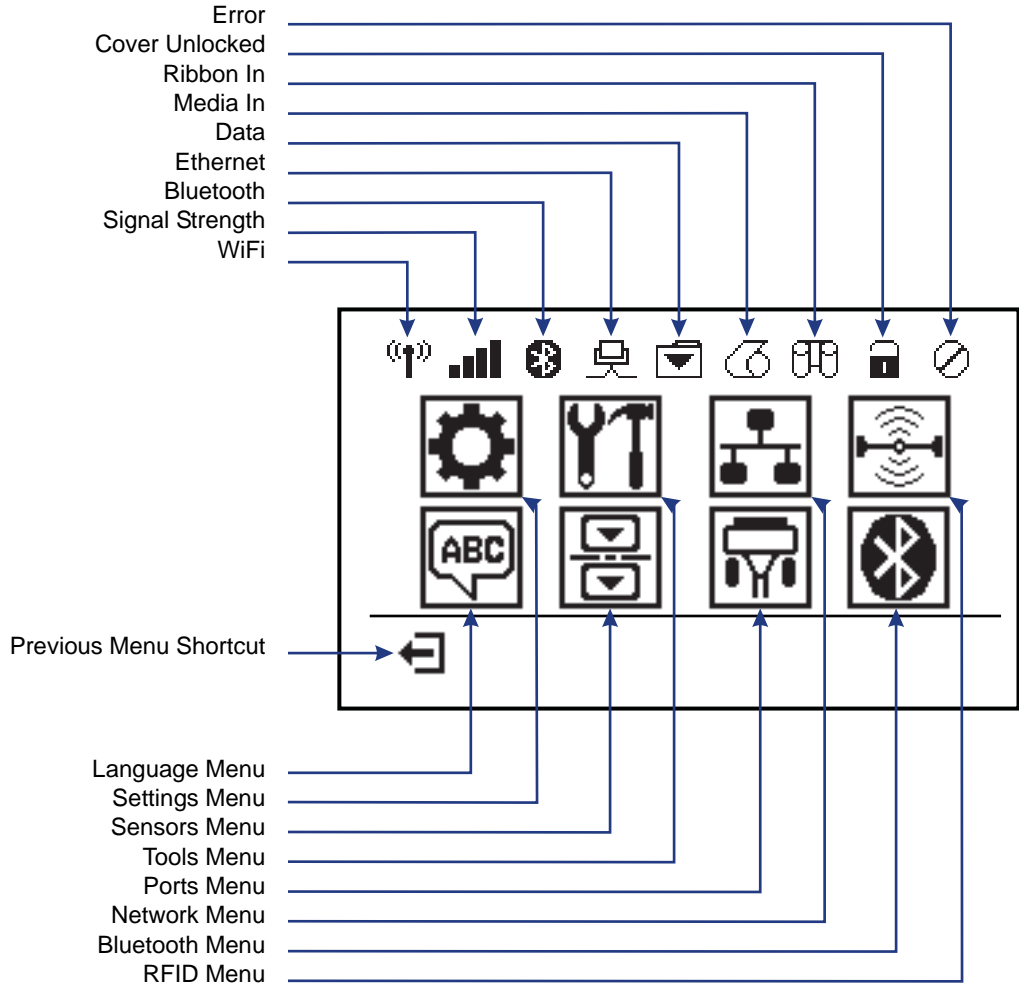 Error
Cover Unlocked
Ribbon In
Media In
Data
Ethernet
Bluetooth
Signal Strength
WiFi
ABC
Previous Menu Shortcut
Language Menu
Settings Menu
Sensors Menu
Tools Menu
Ports Menu
Network Menu
Bluetooth Menu
RFID Menu